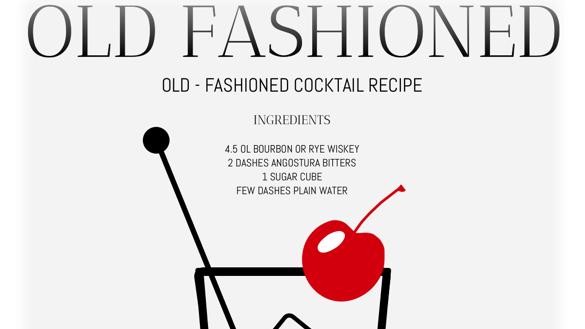 OLD FASHIONED
OLD - FASHIONED COCKTAIL RECIPE
INGREDIENTS
4.5 OL BOURBON OR RYE WISKEY
2 DASHES ANGOSTURA BITTERS
1 SUGAR CUBE
FEW DASHES PLAIN WATER